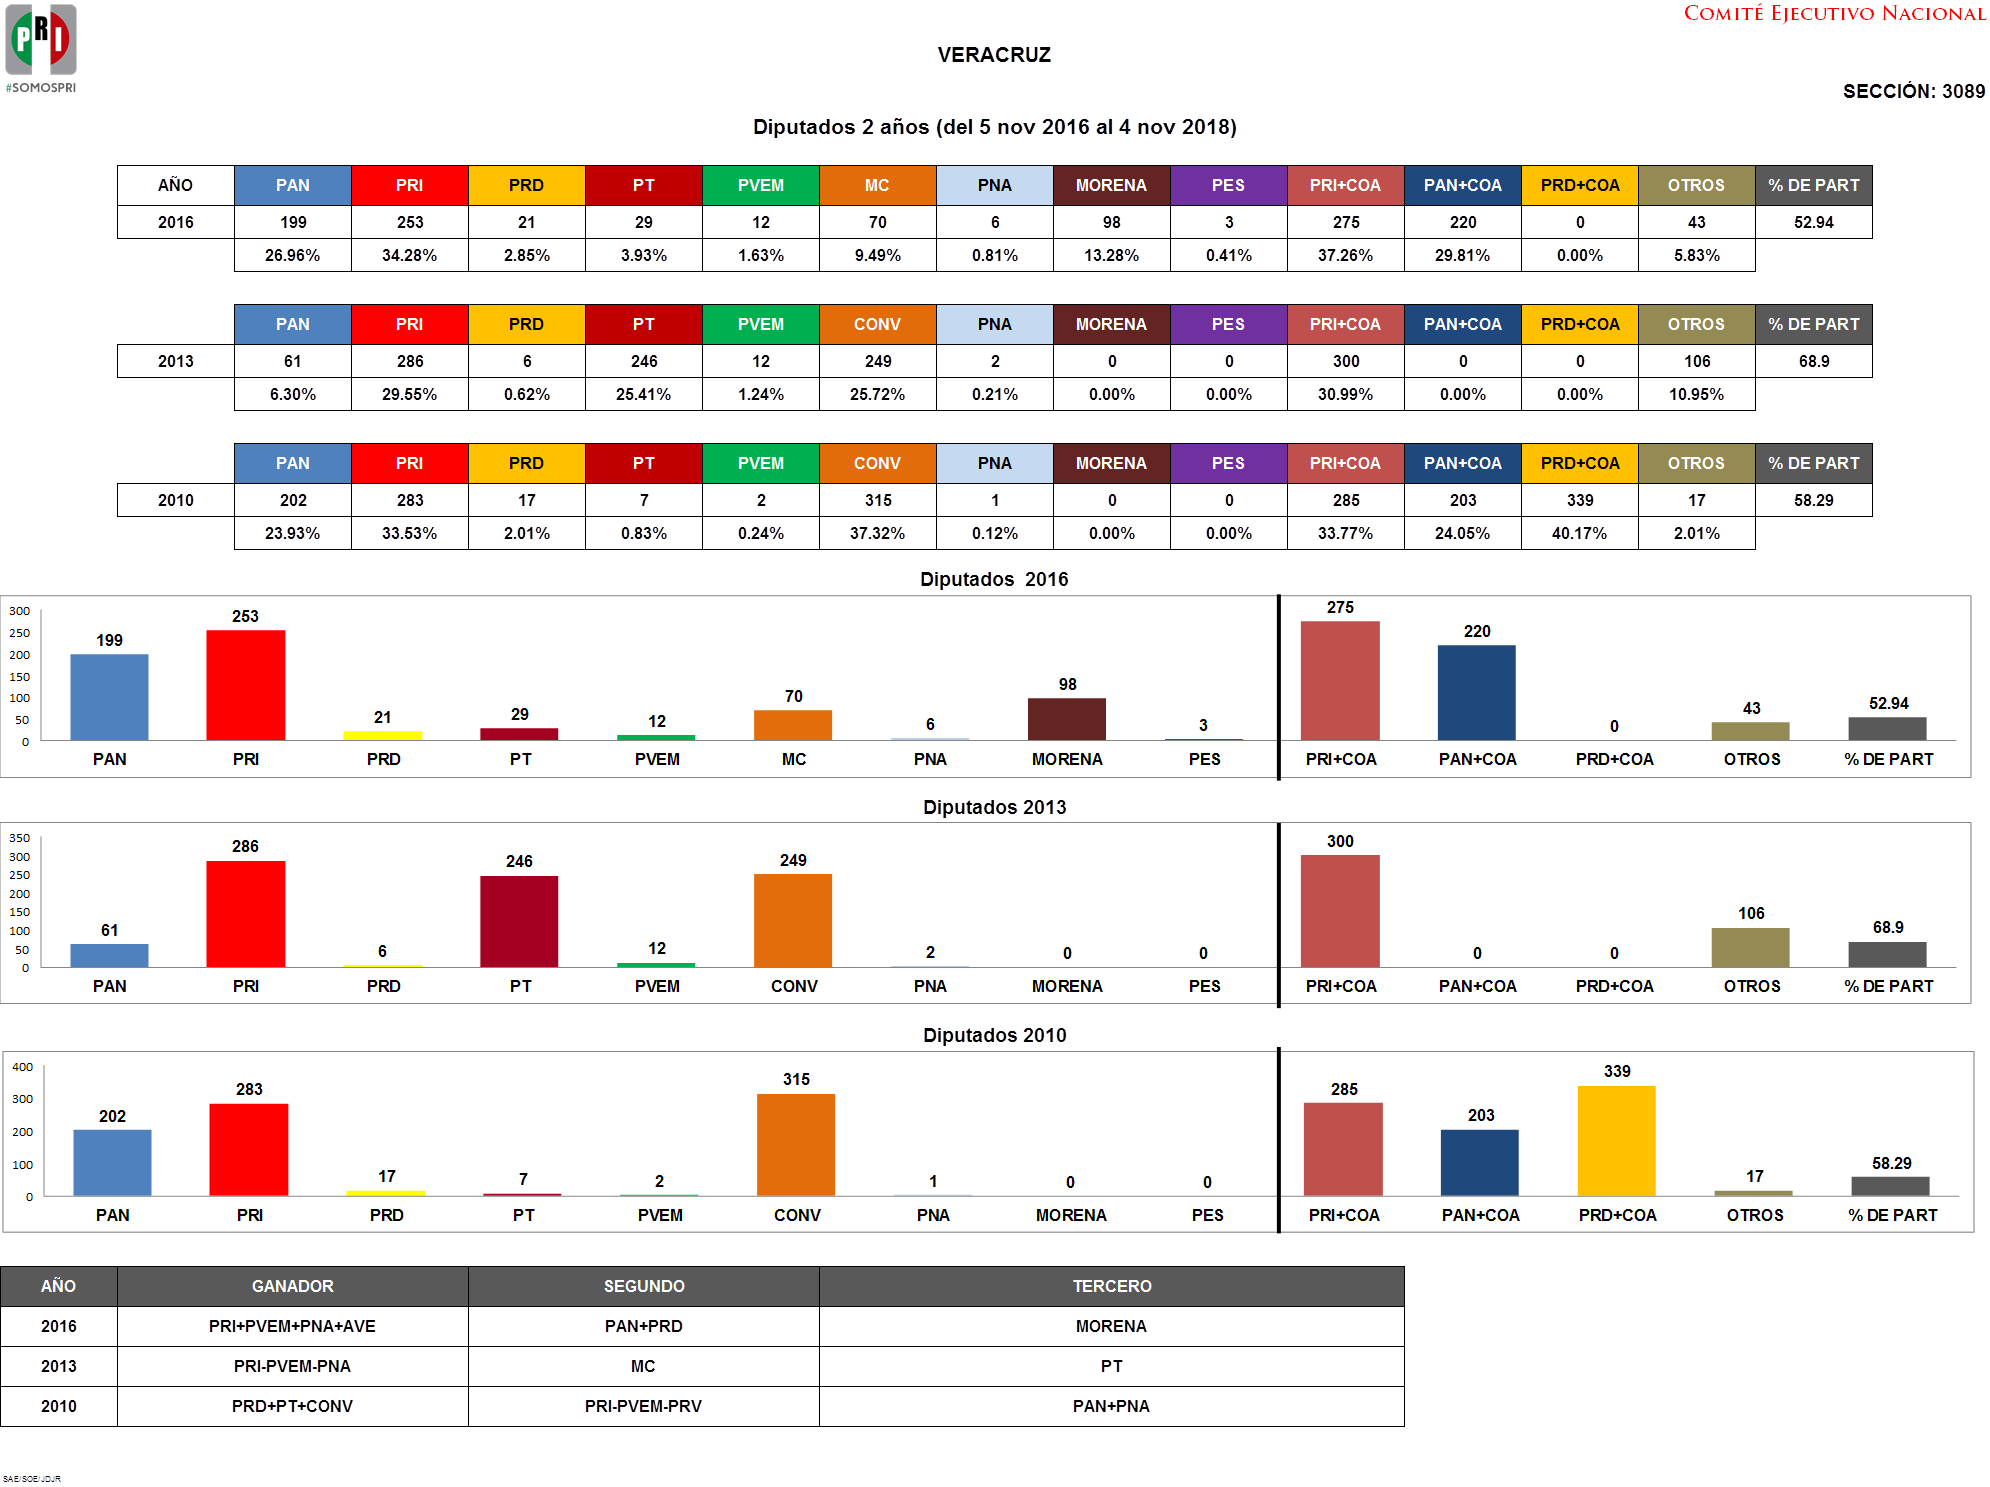 PRI
#SOMOSPRI
COMITÉ EJECUTIVO NACIONAL
VERACRUZ
SECCIÓN: 3089
Diputados 2 años (del 5 nov 2016 al 4 nov 2018)
AÑO PAN PRI PRD PT PVEM MC PNA MORENA PES PRI+COA PAN+COA PRD+COA OTROS % DE PART
2016 199 253 21 29 12 70 6 98 3 275 220 0 43 52.94
26.96% 34.28% 2.85% 3.93% 1.63% 9.49% 0.81% 13.28% 0.41% 37.26% 29.81% 0.00% 5.83%
PAN PRI PRD PT PVEM CONV PNA MORENA PES PRI+COA PAN+COA PRD+COA OTROS % DE PART
2013 61 286 6 246 12 249 2 0 0 300 0 0 106 68.9
6.30% 29.55% 0.62% 25.41% 1.24% 25.72% 0.21% 0.00% 0.00% 30.99% 0.00% 0.00% 10.95%
PAN PRI PRD PT PVEM CONV PNA MORENA PES PRI+COA PAN+COA PRD+COA OTROS % DE PART
2010 202 283 17 7 2 315 1 0 0 285 203 339 17 58.29
23.93% 33.53% 2.01% 0.83% 0.24% 37.32% 0.12% 0.00% 0.00% 33.77% 24.05% 40.17% 2.01%
Diputados 2016
300
250
200
150
100
50
0
199 253 21 29 12 70 6 98 3 275 220 0 43 52.94
PAN PRI PRD PT PVEM MC PNA MORENA PES PRI+COA PAN+COA PRD+COA OTROS % DE PART
Diputados 2013
350
300
250
200
150
100
50
0
61 286 6 246 12 249 2 0 0 300 0 0 106 68.9
PAN PRI PRD PT PVEM CONV PNA MORENA PES PRI+COA PAN+COA PRD+COA OTROS % DE PART
Diputados 2010
400
300
200
100
0
202 283 17 7 2 315 1 0 0 285 203 339 17 58.29
PAN PRI PRD PT PVEM CONV PNA MORENA PES PRI+COA PAN+COA PRD+COA OTROS % DE PART
AÑO GANADOR SEGUNDO TERCERO
2016 PRI+PVEM+PNA+AVE PAN+PRD MORENA
2013 PRI-PVEM-PNA MC PT
2010 PRD+PT+CONV PRI-PVEM-PRV PAN+PNA
SAE/SOE/JDJR